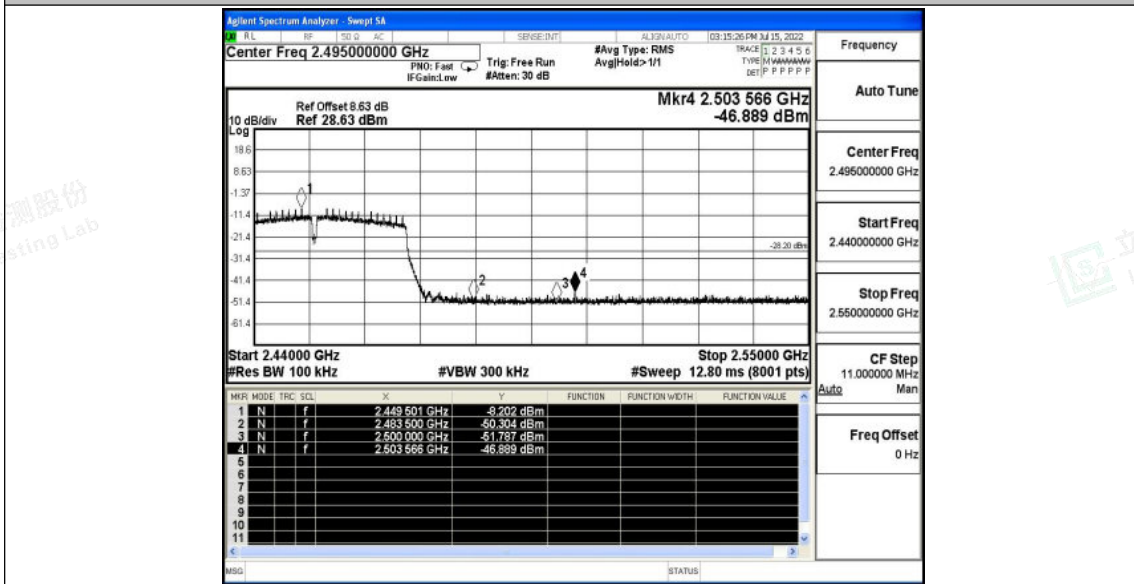 Agilent Spectrum Analyzer - Swept SA
RL RF 50 Ω AC SENSE:INT ALIGNAUTO 03:15:26 PM Jul 15, 2022
Center Freq 2.495000000 GHz
PNO: Fast
IFGain:Low
Trig: Free Run
#Atten: 30 dB
#Avg Type: RMS
Avg|Hold>1/1
TRACE 1 2 3 4 5 6
TYPE M WWWWW
DET P P P P P P
Frequency
Auto Tune
Center Freq
2.495000000 GHz
Start Freq
2.440000000 GHz
Stop Freq
2.550000000 GHz
CF Step
11.000000 MHz
Auto Man
Freq Offset
0 Hz
Mkr4 2.503 566 GHz
-46.889 dBm
Ref Offset 8.63 dB
10 dB/div Ref 28.63 dBm
Log
18.6
8.63
-1.37
-11.4
-21.4
-31.4
-41.4
-51.4
-61.4
1
2
3
4
-28.20 dBm
Start 2.44000 GHz Stop 2.55000 GHz
#Res BW 100 kHz #VBW 300 kHz #Sweep 12.80 ms (8001 pts)
MKR MODE TRC SCL X Y FUNCTION FUNCTION WIDTH FUNCTION VALUE
1 N f 2.449 501 GHz -8.202 dBm
2 N f 2.483 500 GHz -50.304 dBm
3 N f 2.500 000 GHz -51.787 dBm
4 N f 2.503 566 GHz -46.889 dBm
5
6
7
8
9
10
11
MSG STATUS
测股份
sting Lab
立